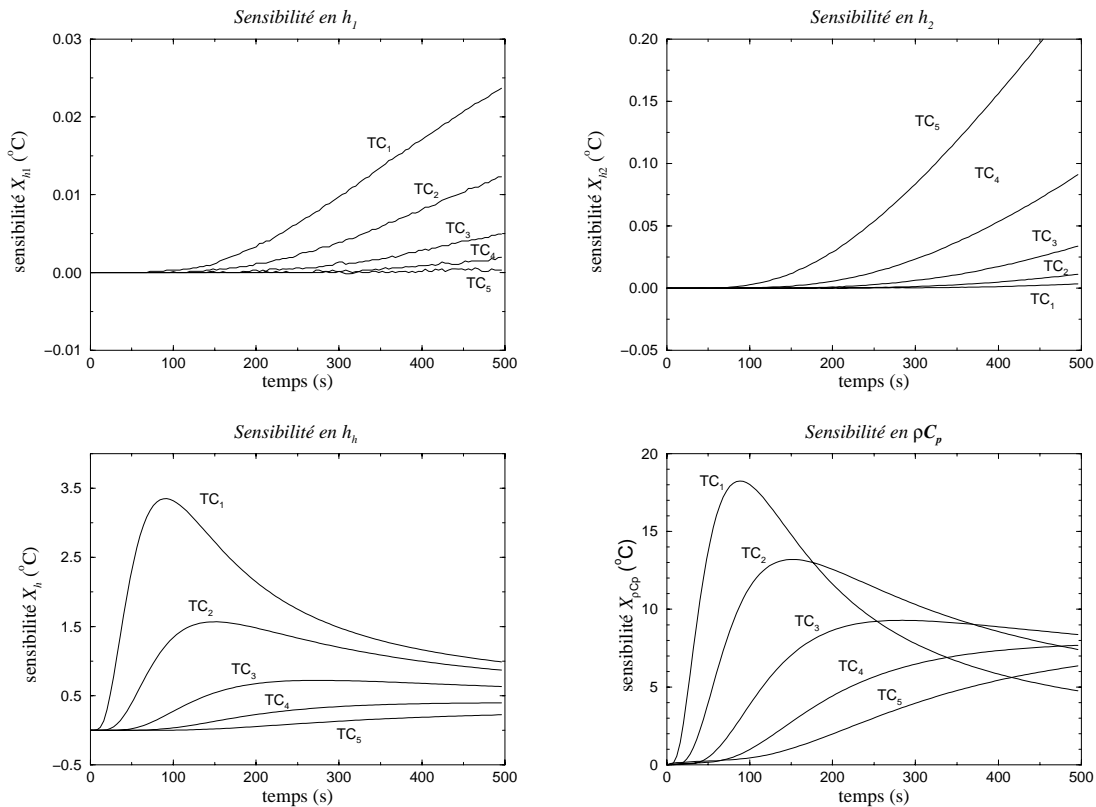 Sensibilité en h1
0.03
0.02
0.01
0.00
−0.01
sensibilité Xh1 (°C)
TC1
TC2
TC3
TC4
TC5
0 100 200 300 400 500
temps (s)
Sensibilité en h2
0.20
0.15
0.10
0.05
0.00
−0.05
sensibilité Xh2 (°C)
TC5
TC4
TC3
TC2
TC1
0 100 200 300 400 500
temps (s)
Sensibilité en hh
3.5
2.5
1.5
0.5
−0.5
sensibilité Xh (°C)
TC1
TC2
TC3
TC4
TC5
0 100 200 300 400 500
temps (s)
Sensibilité en ρCp
20
15
10
5
0
sensibilité XρCp (°C)
TC1
TC2
TC3
TC4
TC5
0 100 200 300 400 500
temps (s)